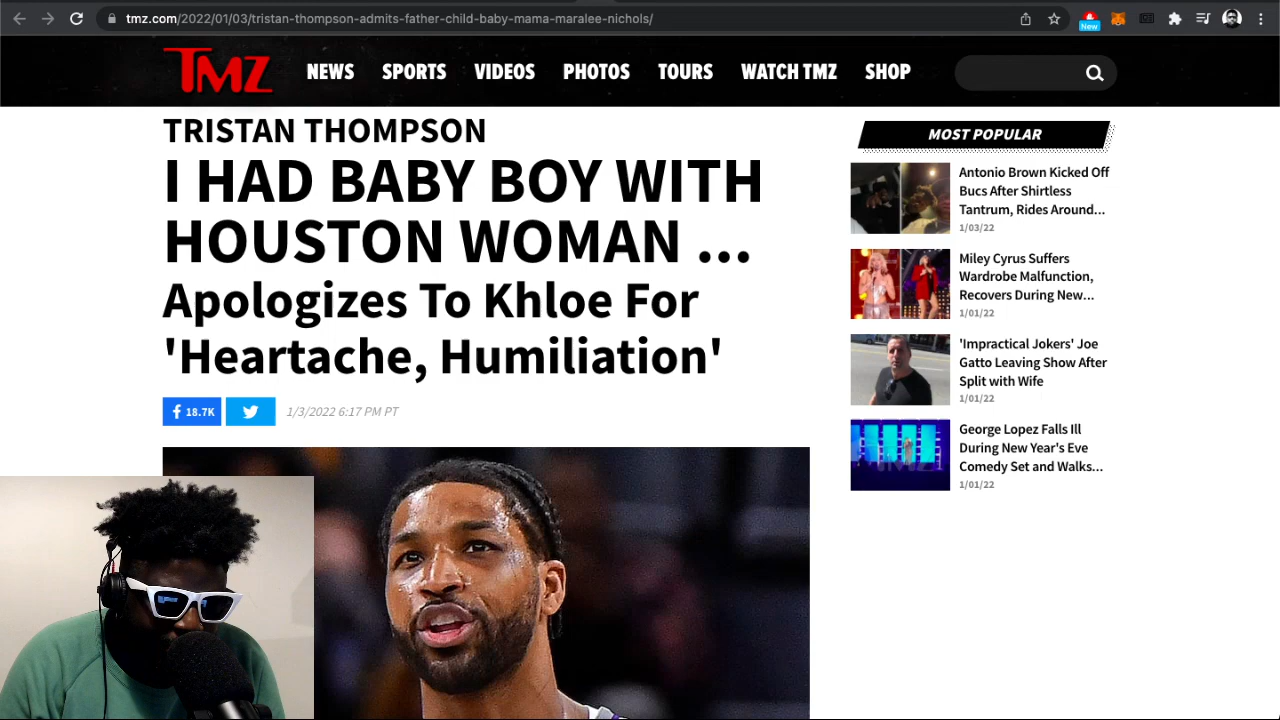 tmz.com/2022/01/03/tristan-thompson-admits-father-child-baby-mama-maralee-nichols/
New
TMZ
NEWS SPORTS VIDEOS PHOTOS TOURS WATCH TMZ SHOP
TRISTAN THOMPSON
I HAD BABY BOY WITH
HOUSTON WOMAN ...
Apologizes To Khloe For
'Heartache, Humiliation'
18.7K
1/3/2022 6:17 PM PT
MOST POPULAR
Antonio Brown Kicked Off
Bucs After Shirtless
Tantrum, Rides Around...
1/03/22
Miley Cyrus Suffers
Wardrobe Malfunction,
Recovers During New...
1/01/22
'Impractical Jokers' Joe
Gatto Leaving Show After
Split with Wife
1/01/22
George Lopez Falls Ill
During New Year's Eve
Comedy Set and Walks...
1/01/22
TMZ